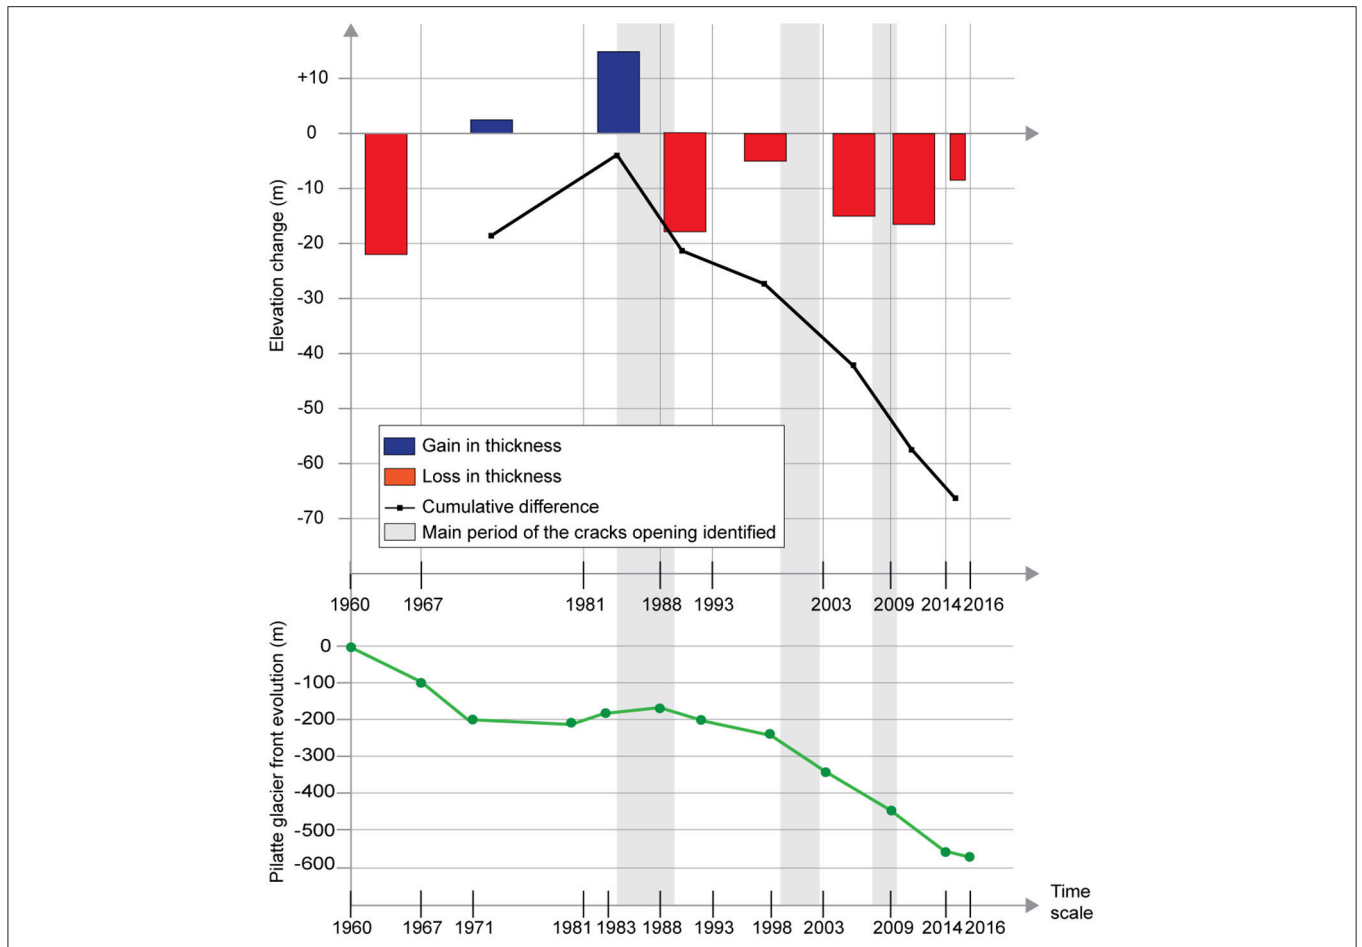 +10
0
-10
-20
-30
-40
-50
-60
-70
Elevation change (m)
Gain in thickness
Loss in thickness
Cumulative difference
Main period of the cracks opening identified
1960 1967 1981 1988 1993 2003 2009 2014 2016
0
-100
-200
-300
-400
-500
-600
Pilatte glacier front evolution (m)
Time
scale
1960 1967 1971 1981 1983 1988 1993 1998 2003 2009 2014 2016